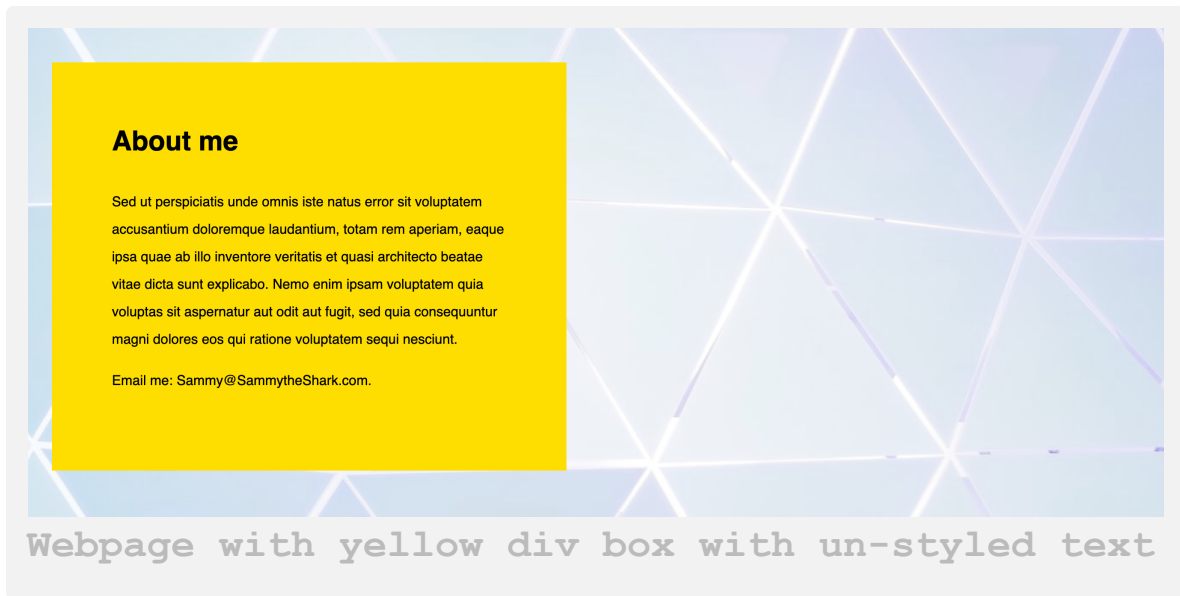 About me
Sed ut perspiciatis unde omnis iste natus error sit voluptatem
accusantium doloremque laudantium, totam rem aperiam, eaque
ipsa quae ab illo inventore veritatis et quasi architecto beatae
vitae dicta sunt explicabo. Nemo enim ipsam voluptatem quia
voluptas sit aspernatur aut odit aut fugit, sed quia consequuntur
magni dolores eos qui ratione voluptatem sequi nesciunt.
Email me: Sammy@SammytheShark.com.
Webpage with yellow div box with un-styled text